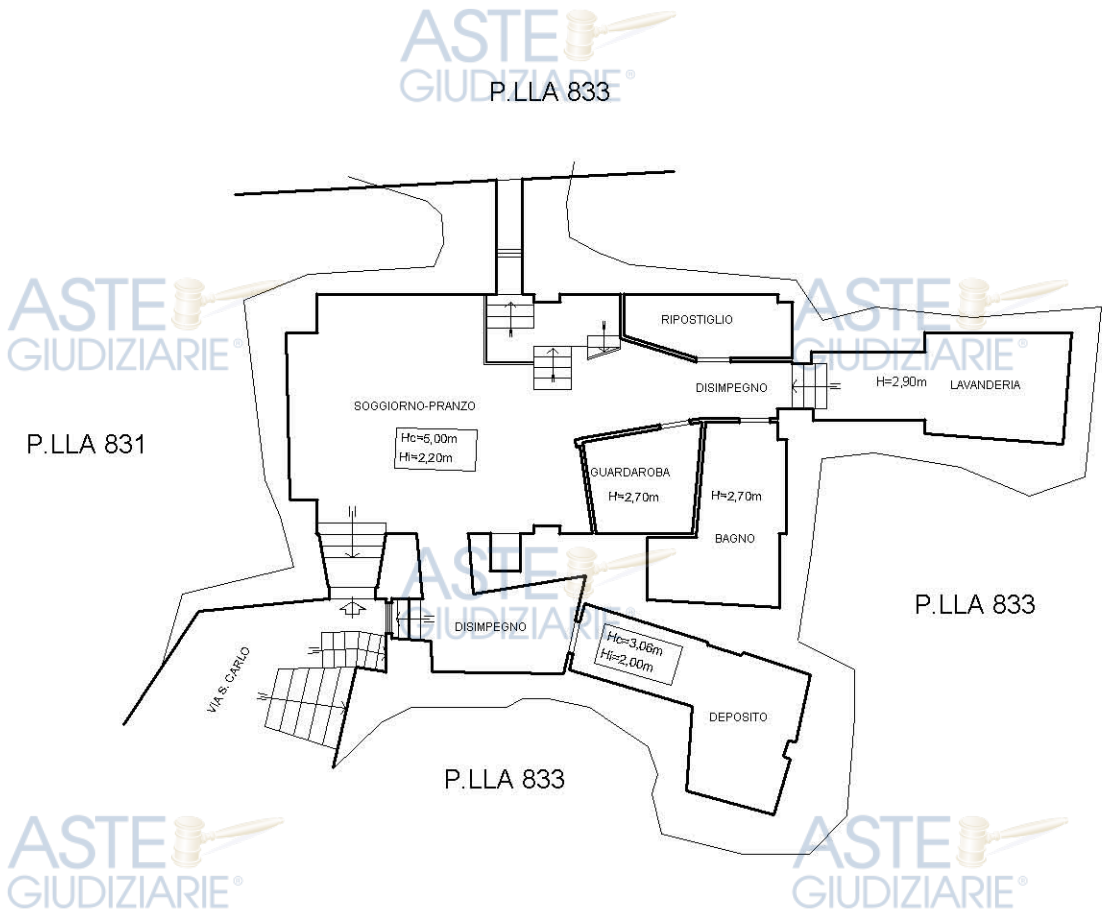 ASTE
GIUDIZIARIE®
P.LLA 833
ASTE
GIUDIZIARIE®
ASTE
GIUDIZIARIE®
RIPOSTIGLIO
DISIMPEGNO
H=2,90m
LAVANDERIA
SOGGIORNO-PRANZO
Hc=5,00m
Hi=2,20m
P.LLA 831
GUARDAROBA
H=2,70m
H=2,70m
BAGNO
ASTE
GIUDIZIARIE®
P.LLA 833
DISIMPEGNO
Hc=3,06m
Hi=2,00m
VIA S. CARLO
DEPOSITO
P.LLA 833
ASTE
GIUDIZIARIE®
ASTE
GIUDIZIARIE®